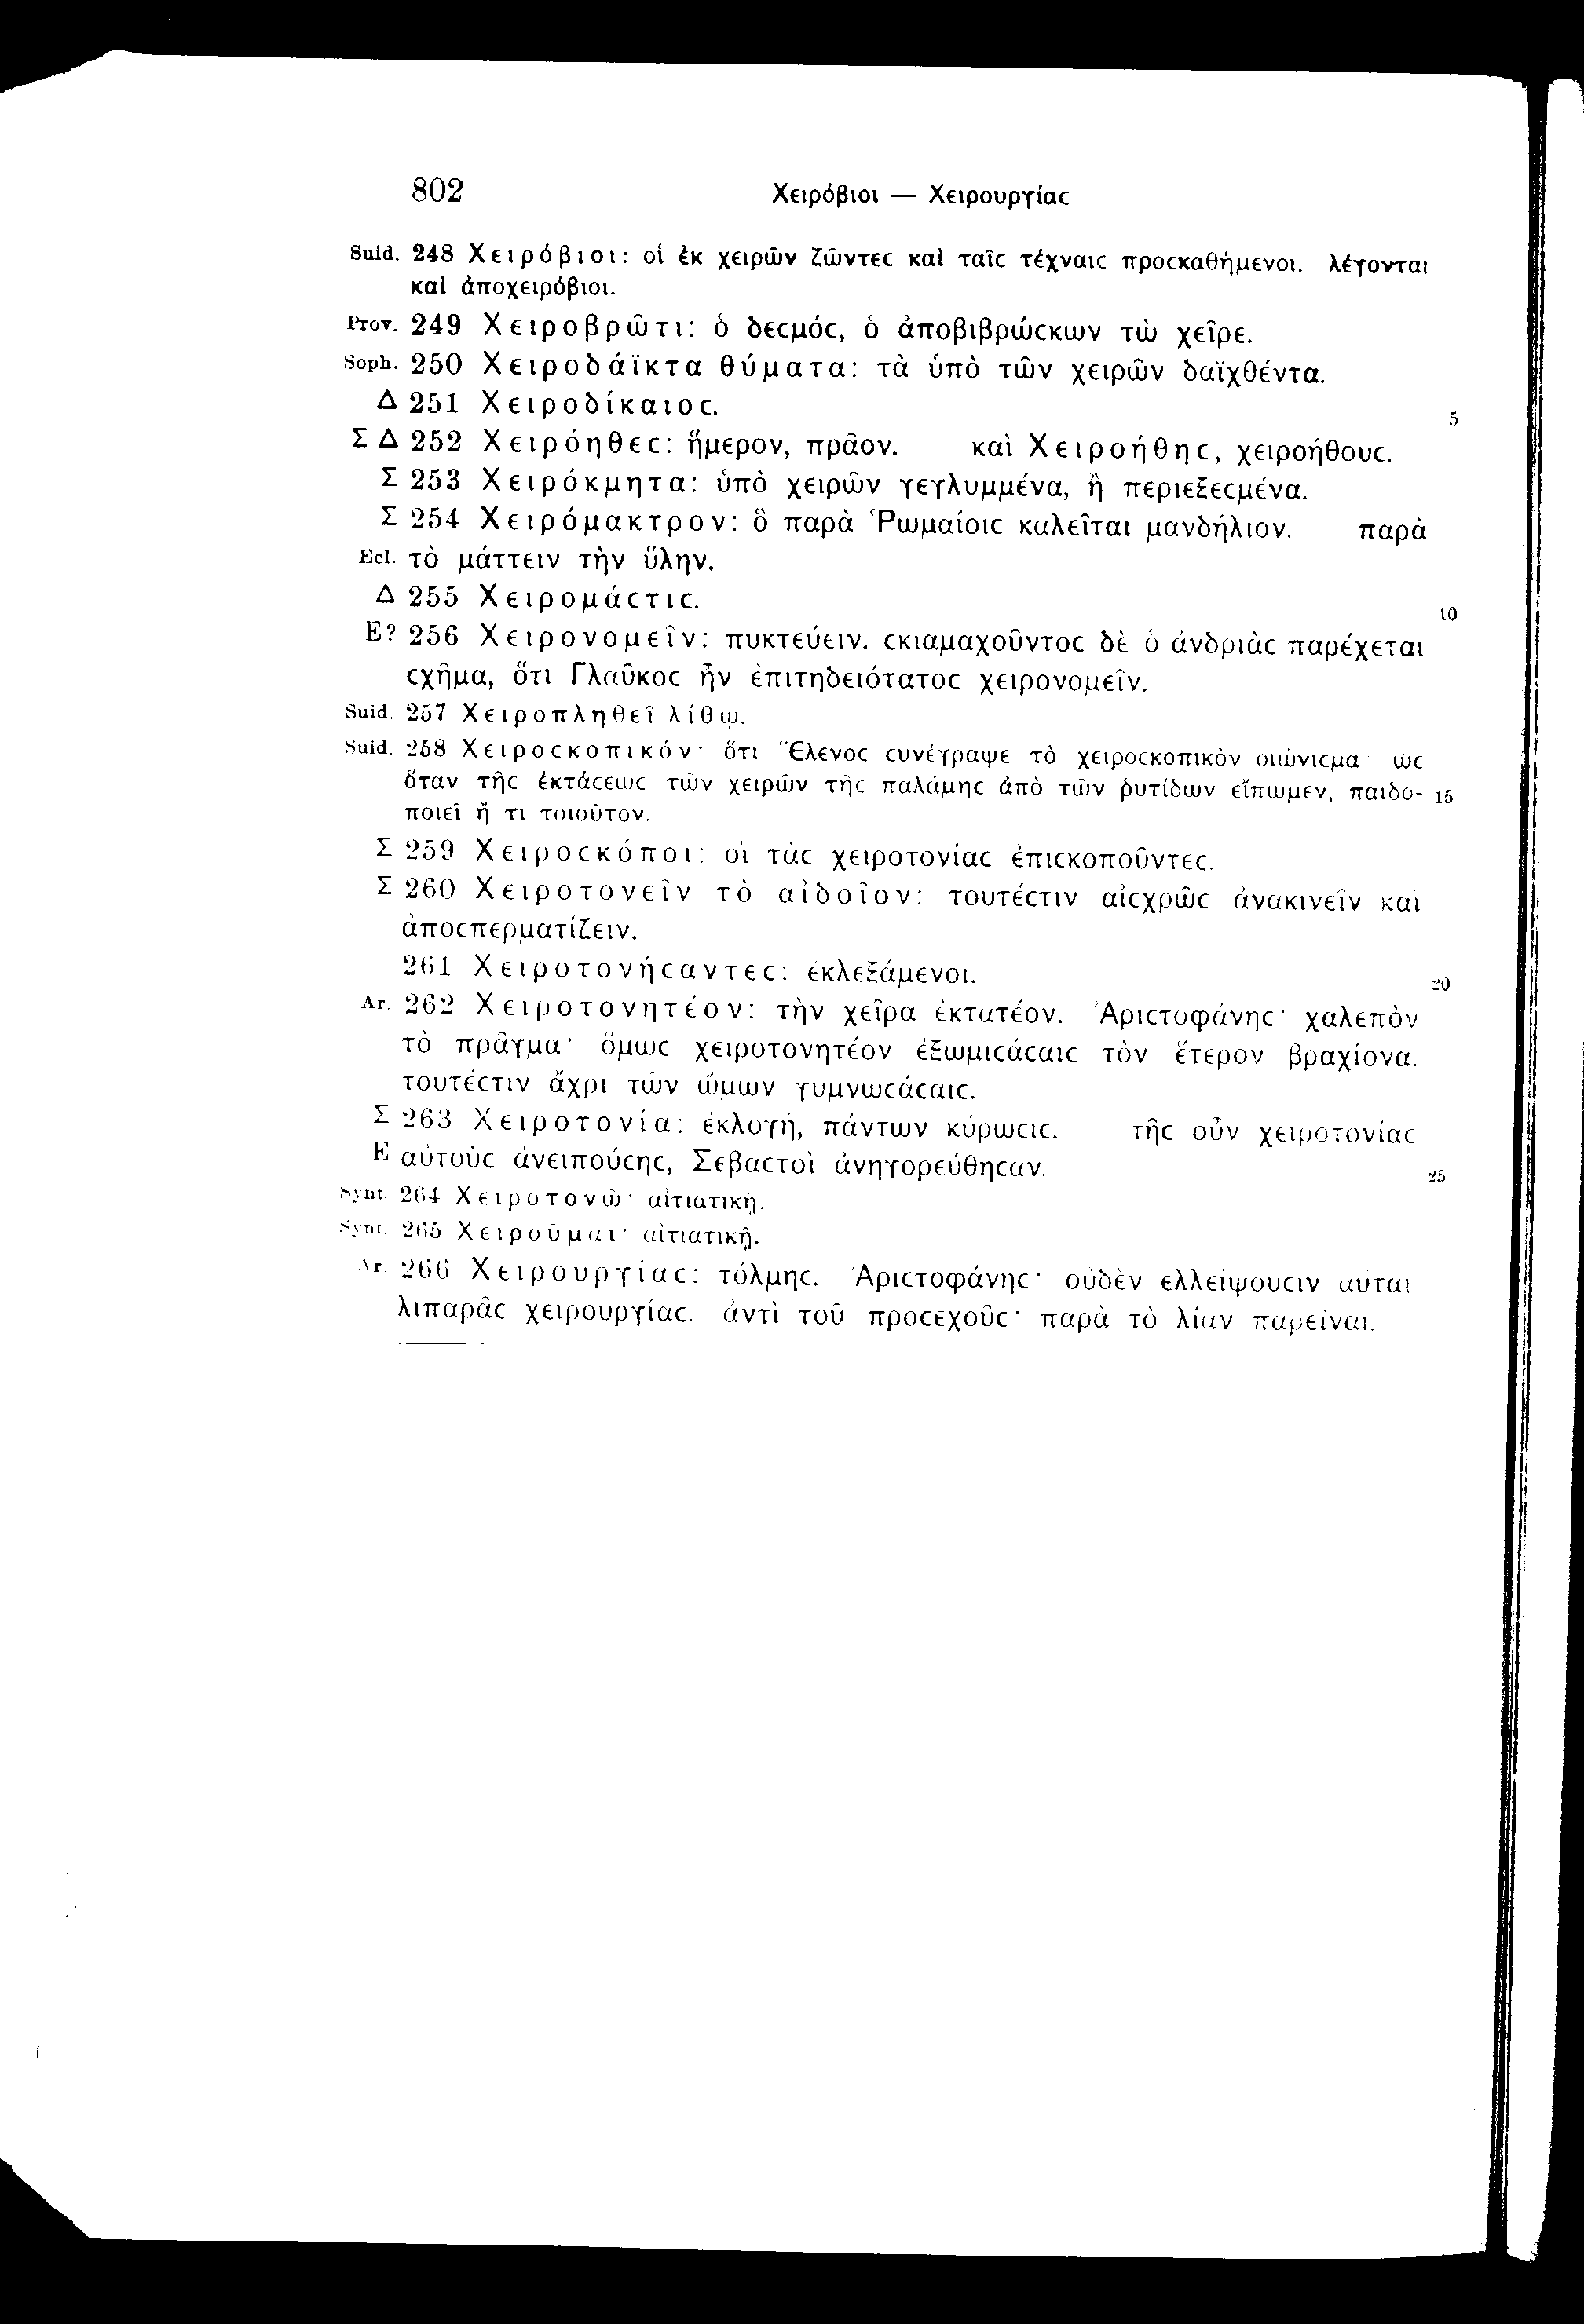 802 Χειρόβιοι — Χειρουργίαϲ
Suid. 248 Χειρόβιοι: οἱ ἐκ χειρῶν ζῶντεϲ καὶ ταῖϲ τέχναιϲ προϲκαθήμενοι. λέγονται
καὶ ἀποχειρόβιοι.
Prov. 249 Χειροβρῶτι: ὁ δεϲμόϲ, ὁ ἀποβιβρώϲκων τὼ χεῖρε.
Soph. 250 Χειροδάϊκτα θύματα: τὰ ὑπὸ τῶν χειρῶν δαϊχθέντα.
Δ 251 Χειροδίκαιοϲ. 5
Σ Δ 252 Χειρόηθεϲ: ἥμερον, πρᾶον. καὶ Χειροήθηϲ, χειροήθουϲ.
Σ 253 Χειρόκμητα: ὑπὸ χειρῶν γεγλυμμένα, ἢ περιεξεϲμένα.
Σ 254 Χειρόμακτρον: ὃ παρὰ Ῥωμαίοιϲ καλεῖται μανδήλιον. παρὰ
Ecl. τὸ μάττειν τὴν ὕλην.
Δ 255 Χειρομάϲτιϲ. 10
E? 256 Χειρονομεῖν: πυκτεύειν. ϲκιαμαχοῦντοϲ δὲ ὁ ἀνδριὰϲ παρέχεται
ϲχῆμα, ὅτι Γλαῦκοϲ ἦν ἐπιτηδειότατοϲ χειρονομεῖν.
Suid. 257 Χειροπληθεῖ λίθῳ.
Suid. 258 Χειροϲκοπικόν· ὅτι Ἕλενοϲ ϲυνέγραψε τὸ χειροϲκοπικὸν οἰώνιϲμα· ὡϲ
ὅταν τῆϲ ἐκτάϲεωϲ τῶν χειρῶν τῆϲ παλάμηϲ ἀπὸ τῶν ῥυτίδων εἴπωμεν, παιδο- 15
ποιεῖ ἤ τι τοιοῦτον.
Σ 259 Χειροϲκόποι: οἱ τὰϲ χειροτονίαϲ ἐπιϲκοποῦντεϲ.
Σ 260 Χειροτονεῖν τὸ αἰδοῖον: τουτέϲτιν αἰϲχρῶϲ ἀνακινεῖν καὶ
ἀποϲπερματίζειν.
261 Χειροτονήϲαντεϲ: ἐκλεξάμενοι. 20
Ar. 262 Χειροτονητέον: τὴν χεῖρα ἐκτατέον. Ἀριϲτοφάνηϲ· χαλεπὸν
τὸ πρᾶγμα· ὅμωϲ χειροτονητέον ἐξωμιϲάϲαιϲ τὸν ἕτερον βραχίονα.
τουτέϲτιν ἄχρι τῶν ὤμων γυμνωϲάϲαιϲ.
Σ 263 Χειροτονία: ἐκλογή, πάντων κύρωϲιϲ. τῆϲ οὖν χειροτονίαϲ
E αὐτοὺϲ ἀνειπούϲηϲ, Σεβαϲτοὶ ἀνηγορεύθηϲαν. 25
Synt. 264 Χειροτονῶ· αἰτιατικῇ.
Synt. 265 Χειροῦμαι· αἰτιατικῇ.
Ar. 266 Χειρουργίαϲ: τόλμηϲ. Ἀριϲτοφάνηϲ· οὐδὲν ἐλλείψουϲιν αὗται
λιπαρᾶϲ χειρουργίαϲ. ἀντὶ τοῦ προϲεχοῦϲ· παρὰ τὸ λίαν παρεῖναι.